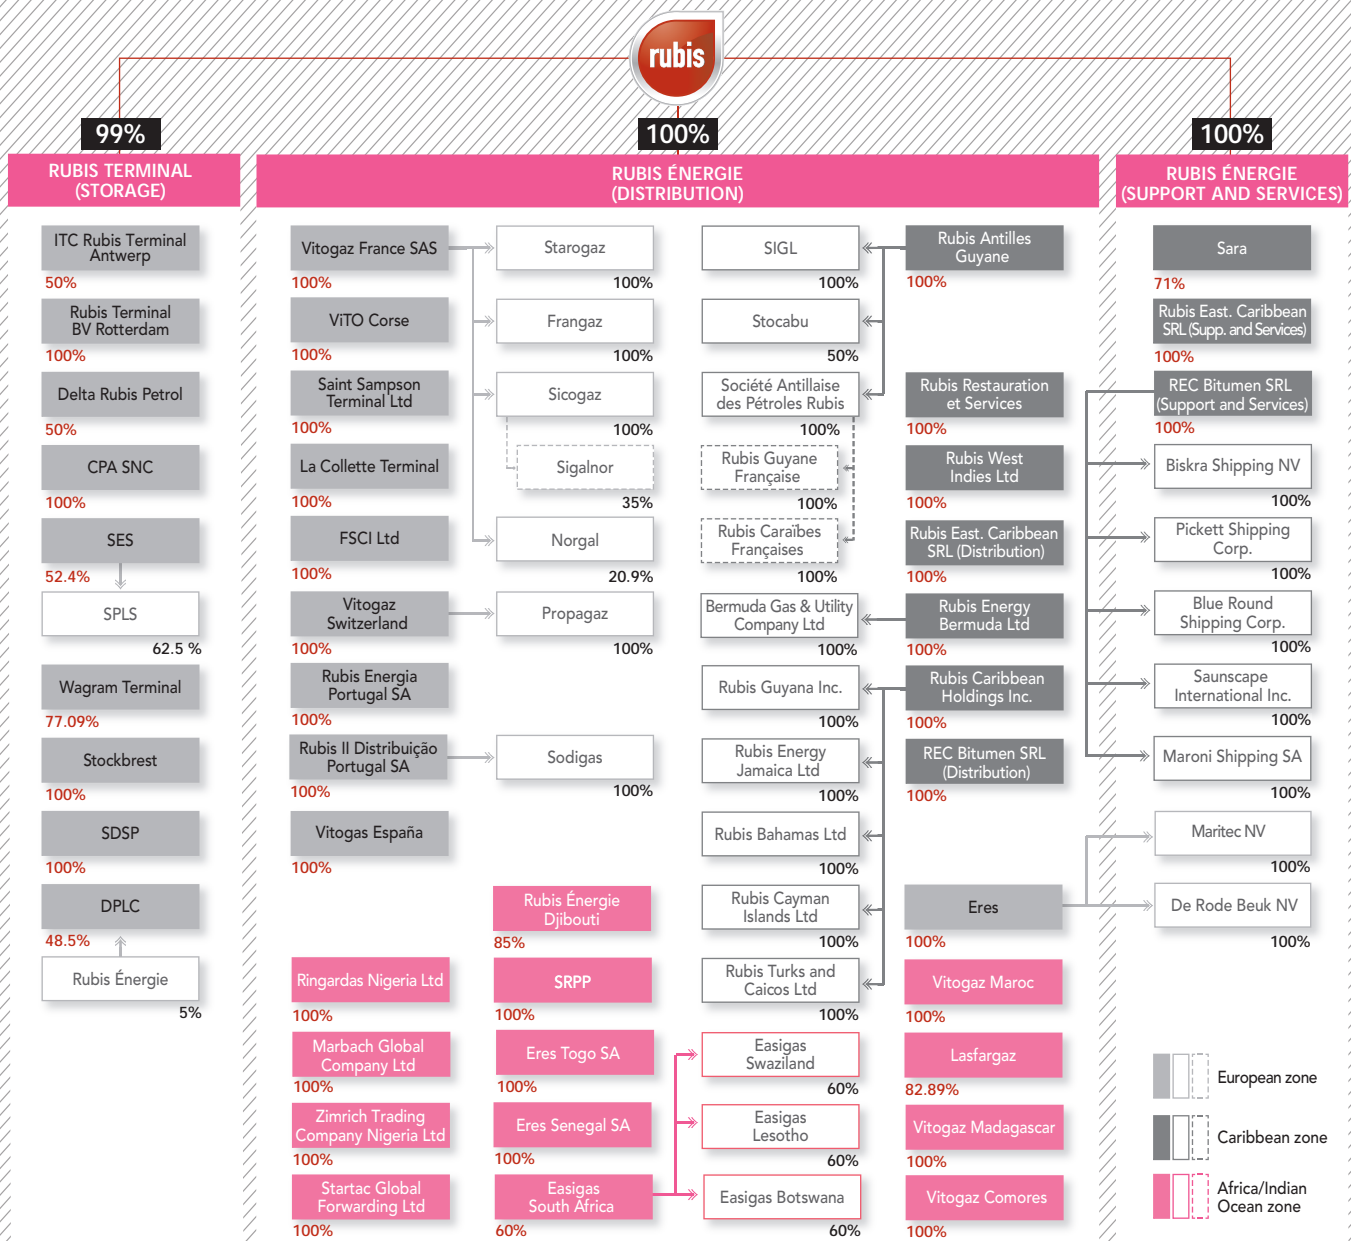 rubis
99%
100%
100%
RUBIS TERMINAL
(STORAGE)
RUBIS ÉNERGIE
(DISTRIBUTION)
RUBIS ÉNERGIE
(SUPPORT AND SERVICES)
ITC Rubis Terminal
Antwerp
50%
Rubis Terminal
BV Rotterdam
100%
Delta Rubis Petrol
50%
CPA SNC
100%
SES
52.4%
SPLS
62.5 %
Wagram Terminal
77.09%
Stockbrest
100%
SDSP
100%
DPLC
48.5%
Rubis Énergie
5%
Vitogaz France SAS
100%
ViTO Corse
100%
Saint Sampson
Terminal Ltd
100%
La Collette Terminal
100%
FSCI Ltd
100%
Vitogaz
Switzerland
100%
Rubis Energia
Portugal SA
100%
Rubis II Distribuição
Portugal SA
100%
Vitogas España
100%
Ringardas Nigeria Ltd
100%
Marbach Global
Company Ltd
100%
Zimrich Trading
Company Nigeria Ltd
100%
Startac Global
Forwarding Ltd
100%
Starogaz
100%
Frangaz
100%
Sicogaz
100%
Sigalnor
35%
Norgal
20.9%
Propagaz
100%
Sodigas
100%
Rubis Énergie
Djibouti
85%
SRPP
100%
Eres Togo SA
100%
Eres Senegal SA
100%
Easigas
South Africa
60%
SIGL
100%
Stocabu
50%
Société Antillaise
des Pétroles Rubis
100%
Rubis Guyane
Française
100%
Rubis Caraïbes
Françaises
100%
Bermuda Gas & Utility
Company Ltd
100%
Rubis Guyana Inc.
100%
Rubis Energy
Jamaica Ltd
100%
Rubis Bahamas Ltd
100%
Rubis Cayman
Islands Ltd
100%
Rubis Turks and
Caicos Ltd
100%
Easigas
Swaziland
60%
Easigas
Lesotho
60%
Easigas Botswana
60%
Rubis Antilles
Guyane
100%
Rubis Restauration
et Services
100%
Rubis West
Indies Ltd
100%
Rubis East. Caribbean
SRL (Distribution)
100%
Rubis Energy
Bermuda Ltd
100%
Rubis Caribbean
Holdings Inc.
100%
REC Bitumen SRL
(Distribution)
100%
Eres
100%
Vitogaz Maroc
100%
Lasfargaz
82.89%
Vitogaz Madagascar
100%
Vitogaz Comores
100%
Sara
71%
Rubis East. Caribbean
SRL (Supp. and Services)
100%
REC Bitumen SRL
(Support and Services)
100%
Biskra Shipping NV
100%
Pickett Shipping
Corp.
100%
Blue Round
Shipping Corp.
100%
Saunscape
International Inc.
100%
Maroni Shipping SA
100%
Maritec NV
100%
De Rode Beuk NV
100%
European zone
Caribbean zone
Africa/Indian
Ocean zone